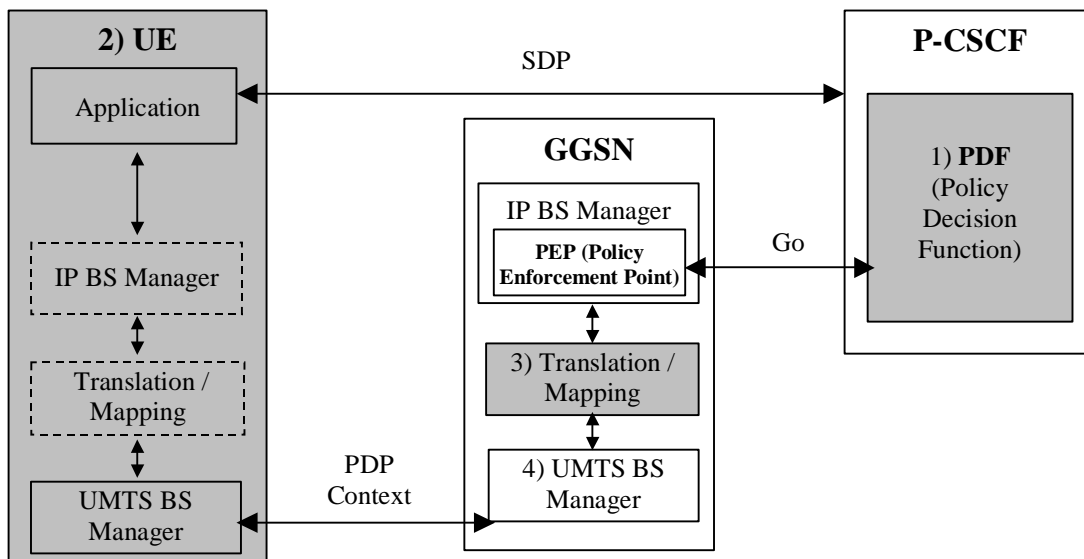 2) UE
Application
IP BS Manager
Translation /
Mapping
UMTS BS
Manager
SDP
PDP
Context
GGSN
IP BS Manager
PEP (Policy
Enforcement Point)
3) Translation /
Mapping
4) UMTS BS
Manager
Go
P-CSCF
1) PDF
(Policy
Decision
Function)